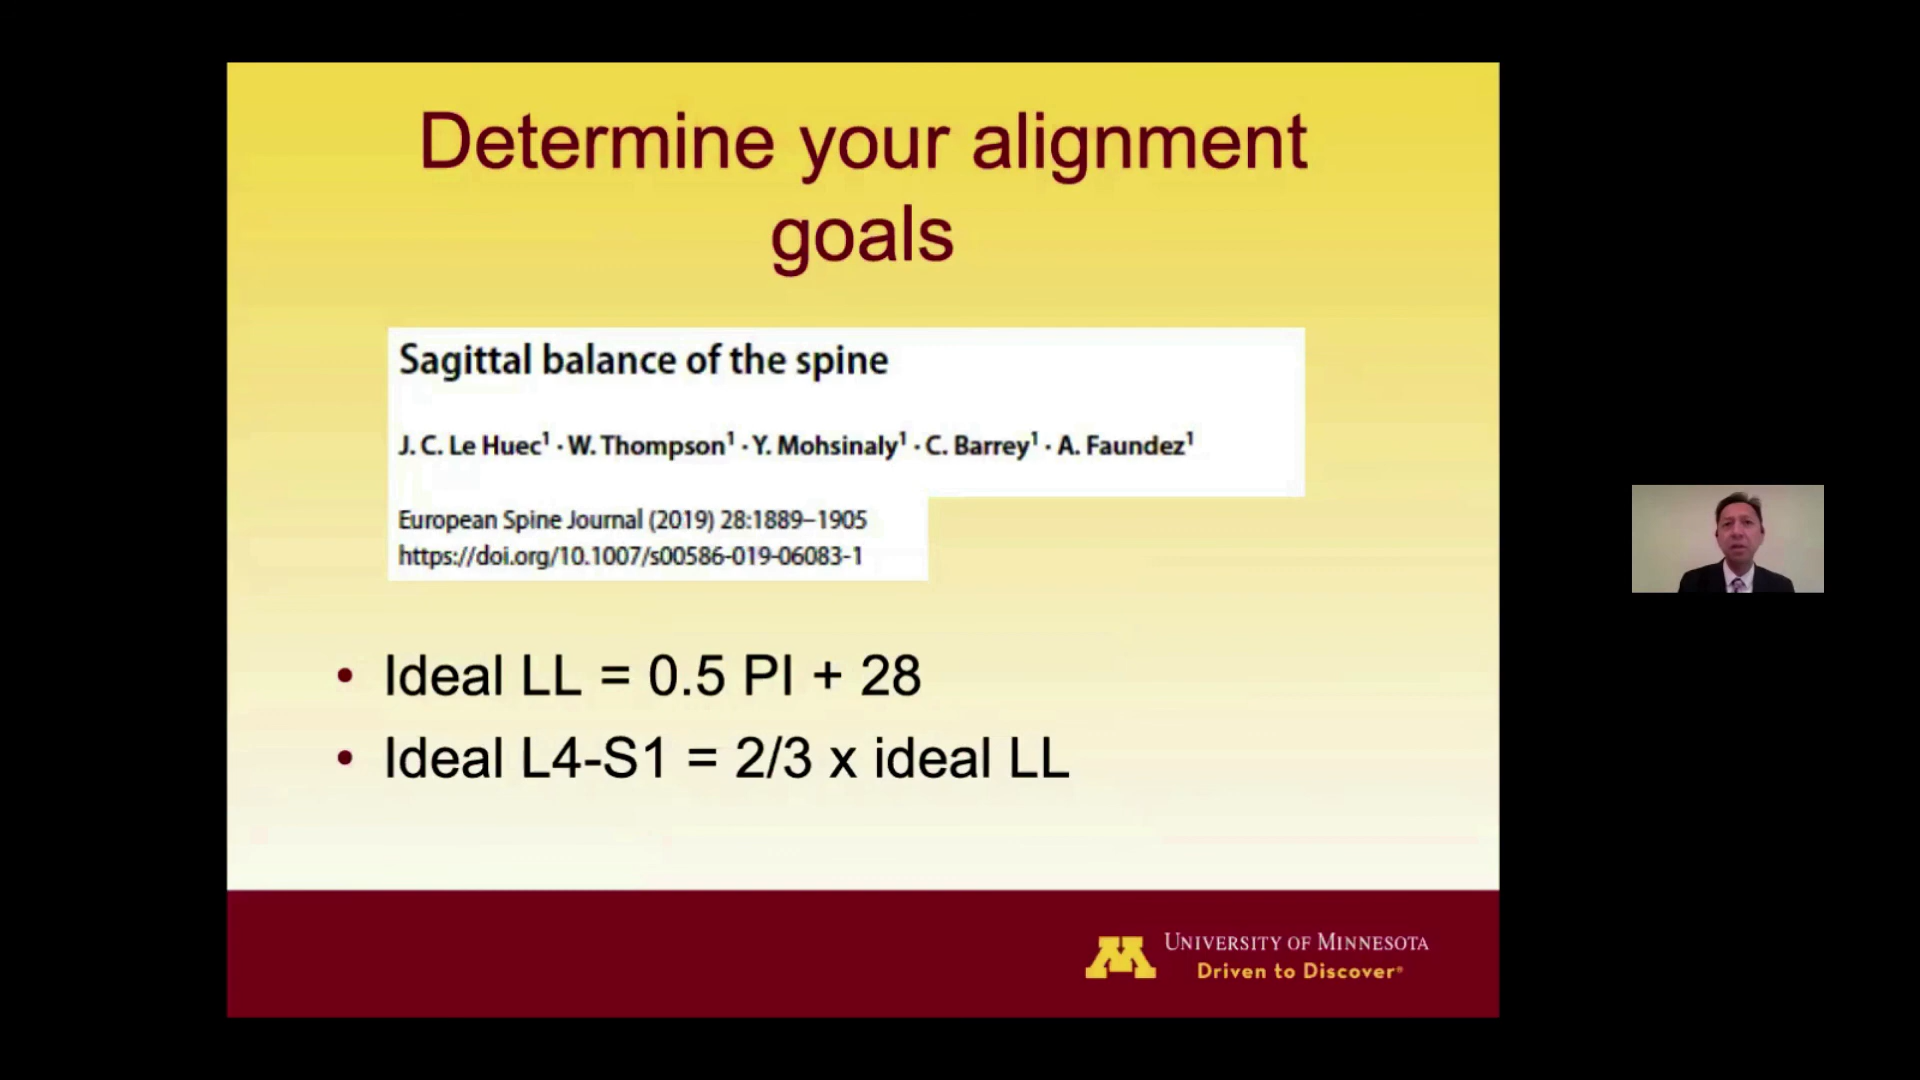 Determine your alignment
goals
Sagittal balance of the spine
J. C. Le Huec¹ · W. Thompson¹ · Y. Mohsinaly¹ · C. Barrey¹ · A. Faundez¹
European Spine Journal (2019) 28:1889–1905
https://doi.org/10.1007/s00586-019-06083-1
• Ideal LL = 0.5 PI + 28
• Ideal L4-S1 = 2/3 x ideal LL
M
UNIVERSITY OF MINNESOTA
Driven to Discover®